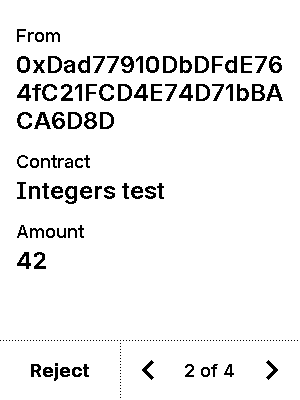 From
0xDad77910DbDFdE76
4fC21FCD4E74D71bBA
CA6D8D
Contract
Integers test
Amount
42
Reject
2 of 4